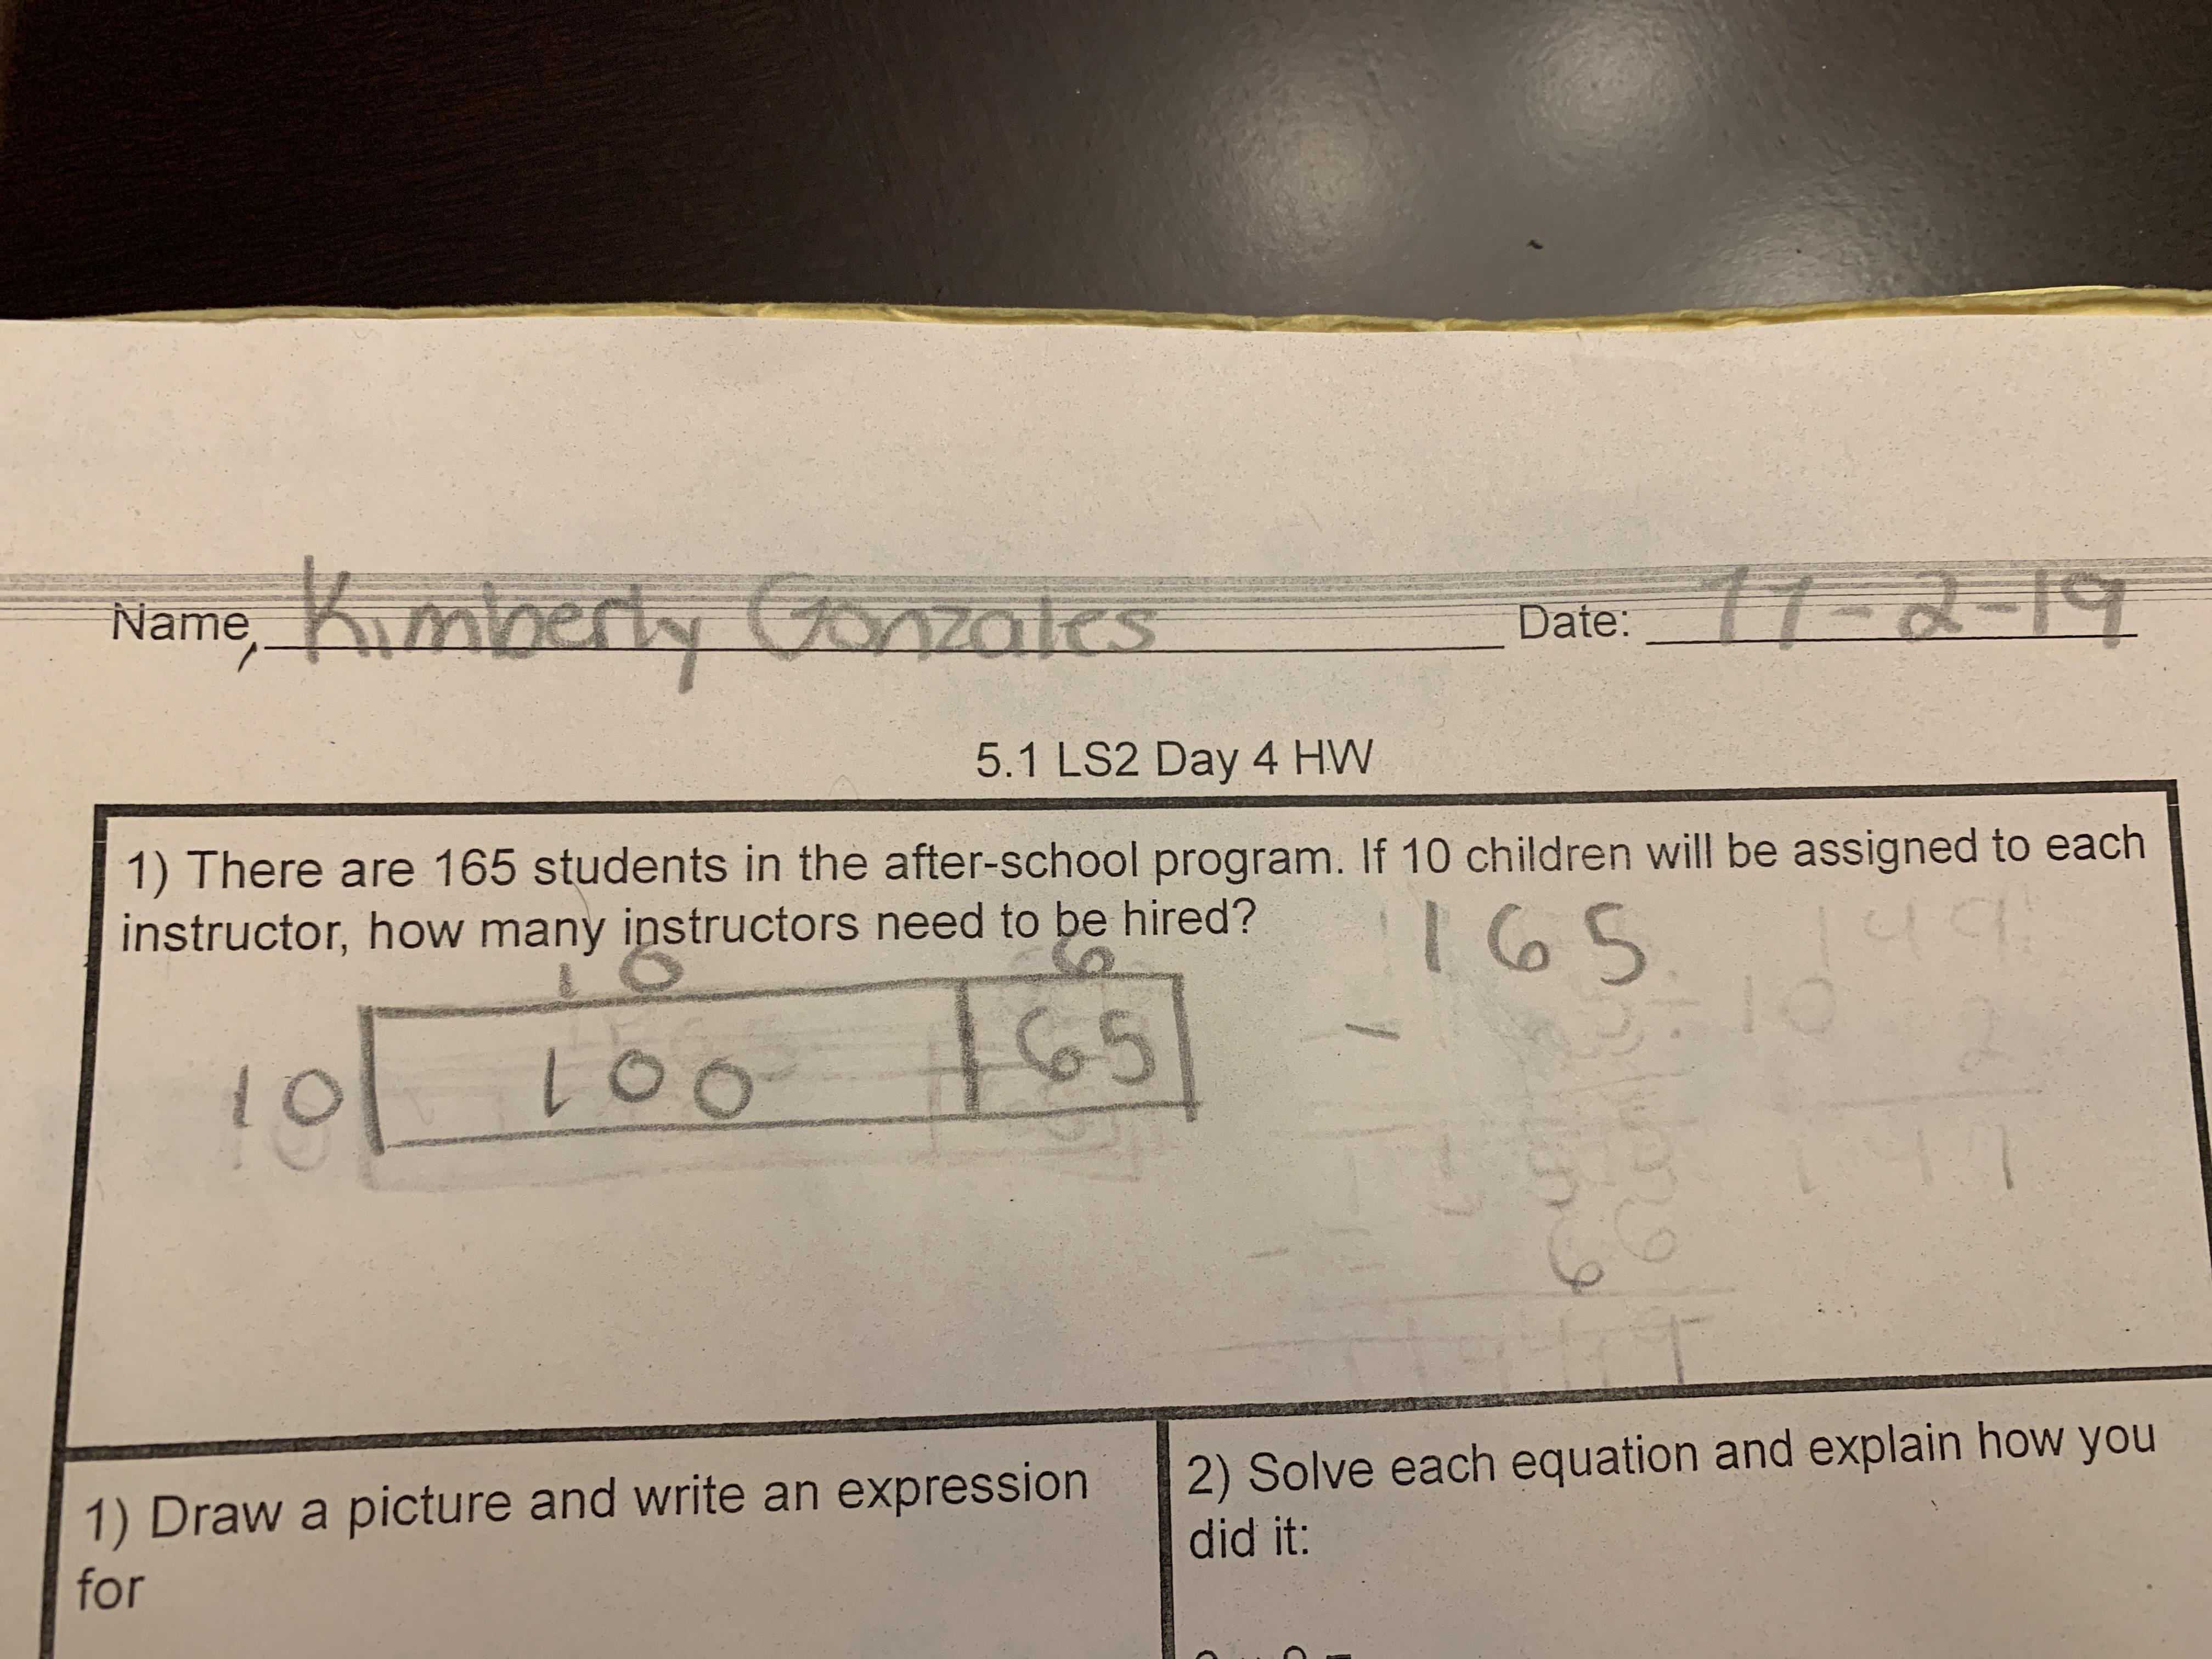 Name, Kimberly Gonzales Date: 11-2-19
5.1 LS2 Day 4 HW
1) There are 165 students in the after-school program. If 10 children will be assigned to each
instructor, how many instructors need to be hired?
10 6
165
10 100 65
-
1) Draw a picture and write an expression
for
2) Solve each equation and explain how you
did it: